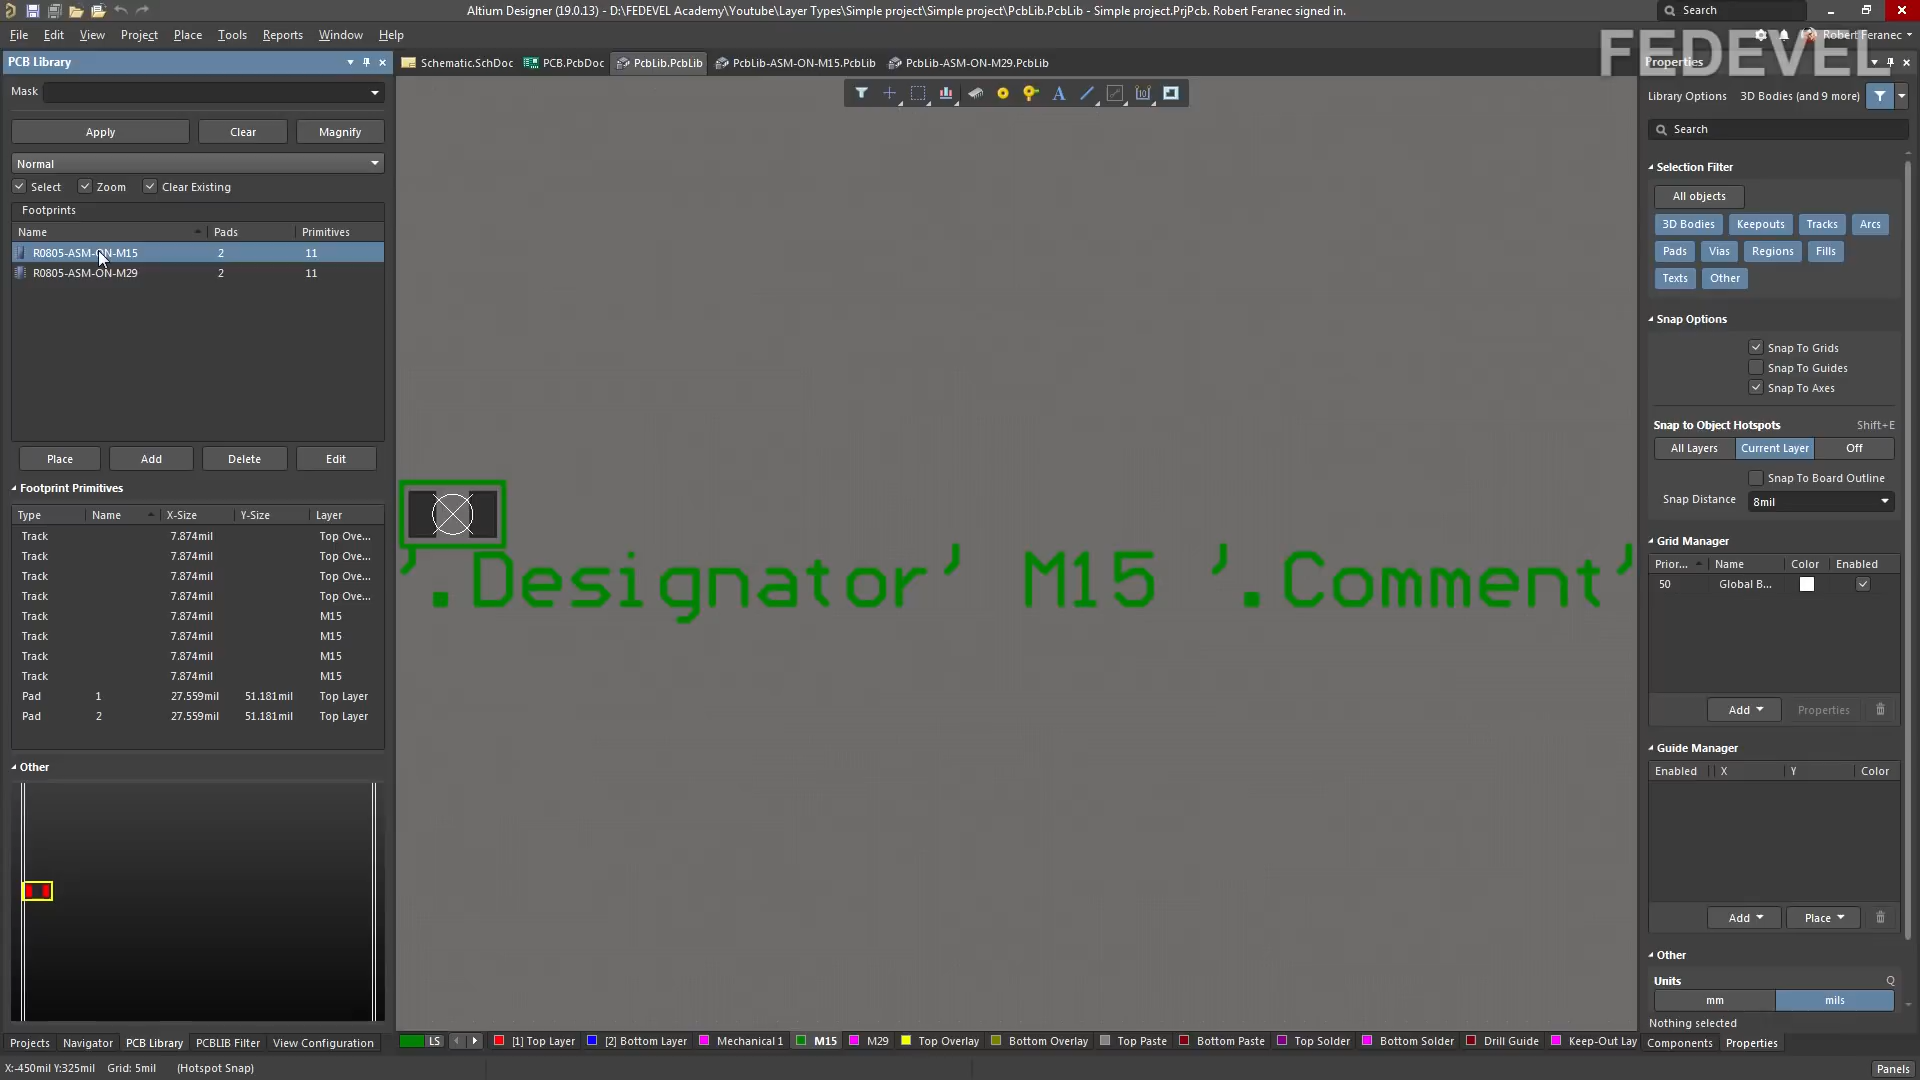 Altium Designer (19.0.13) - D:\FEDEVEL Academy\Youtube\Layer Types\Simple project\Simple project\PcbLib.PcbLib - Simple project.PrjPcb. Robert Feranec signed in.
Search
File Edit View Project Place Tools Reports Window Help
Robert Feranec
FEDEVEL
PCB Library
Schematic.SchDoc PCB.PcbDoc PcbLib.PcbLib PcbLib-ASM-ON-M15.PcbLib PcbLib-ASM-ON-M29.PcbLib
Properties
Mask
Library Options 3D Bodies (and 9 more)
Apply Clear Magnify
Search
Normal
Select Zoom Clear Existing
Footprints
Name Pads Primitives
R0805-ASM-ON-M15 2 11
R0805-ASM-ON-M29 2 11
Place Add Delete Edit
Footprint Primitives
Type Name X-Size Y-Size Layer
Track 7.874mil Top Ove...
Track 7.874mil Top Ove...
Track 7.874mil Top Ove...
Track 7.874mil Top Ove...
Track 7.874mil M15
Track 7.874mil M15
Track 7.874mil M15
Track 7.874mil M15
Pad 1 27.559mil 51.181mil Top Layer
Pad 2 27.559mil 51.181mil Top Layer
Other
'.Designator' M15 '.Comment'
Selection Filter
All objects
3D Bodies Keepouts Tracks Arcs
Pads Vias Regions Fills
Texts Other
Snap Options
Snap To Grids
Snap To Guides
Snap To Axes
Snap to Object Hotspots Shift+E
All Layers Current Layer Off
Snap To Board Outline
Snap Distance 8mil
Grid Manager
Prior... Name Color Enabled
50 Global B...
Add Properties
Guide Manager
Enabled X Y Color
Add Place
Other
Units Q
mm mils
Nothing selected
Projects Navigator PCB Library PCBLIB Filter View Configuration
LS [1] Top Layer [2] Bottom Layer Mechanical 1 M15 M29 Top Overlay Bottom Overlay Top Paste Bottom Paste Top Solder Bottom Solder Drill Guide Keep-Out Lay
Components Properties
X:-450mil Y:325mil Grid: 5mil (Hotspot Snap)
Panels